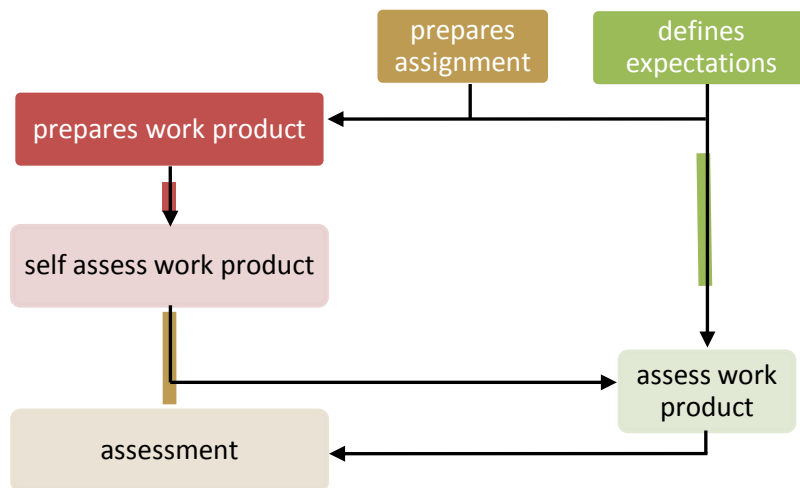 prepares
assignment
defines
expectations
prepares work product
self assess work product
assess work
product
assessment